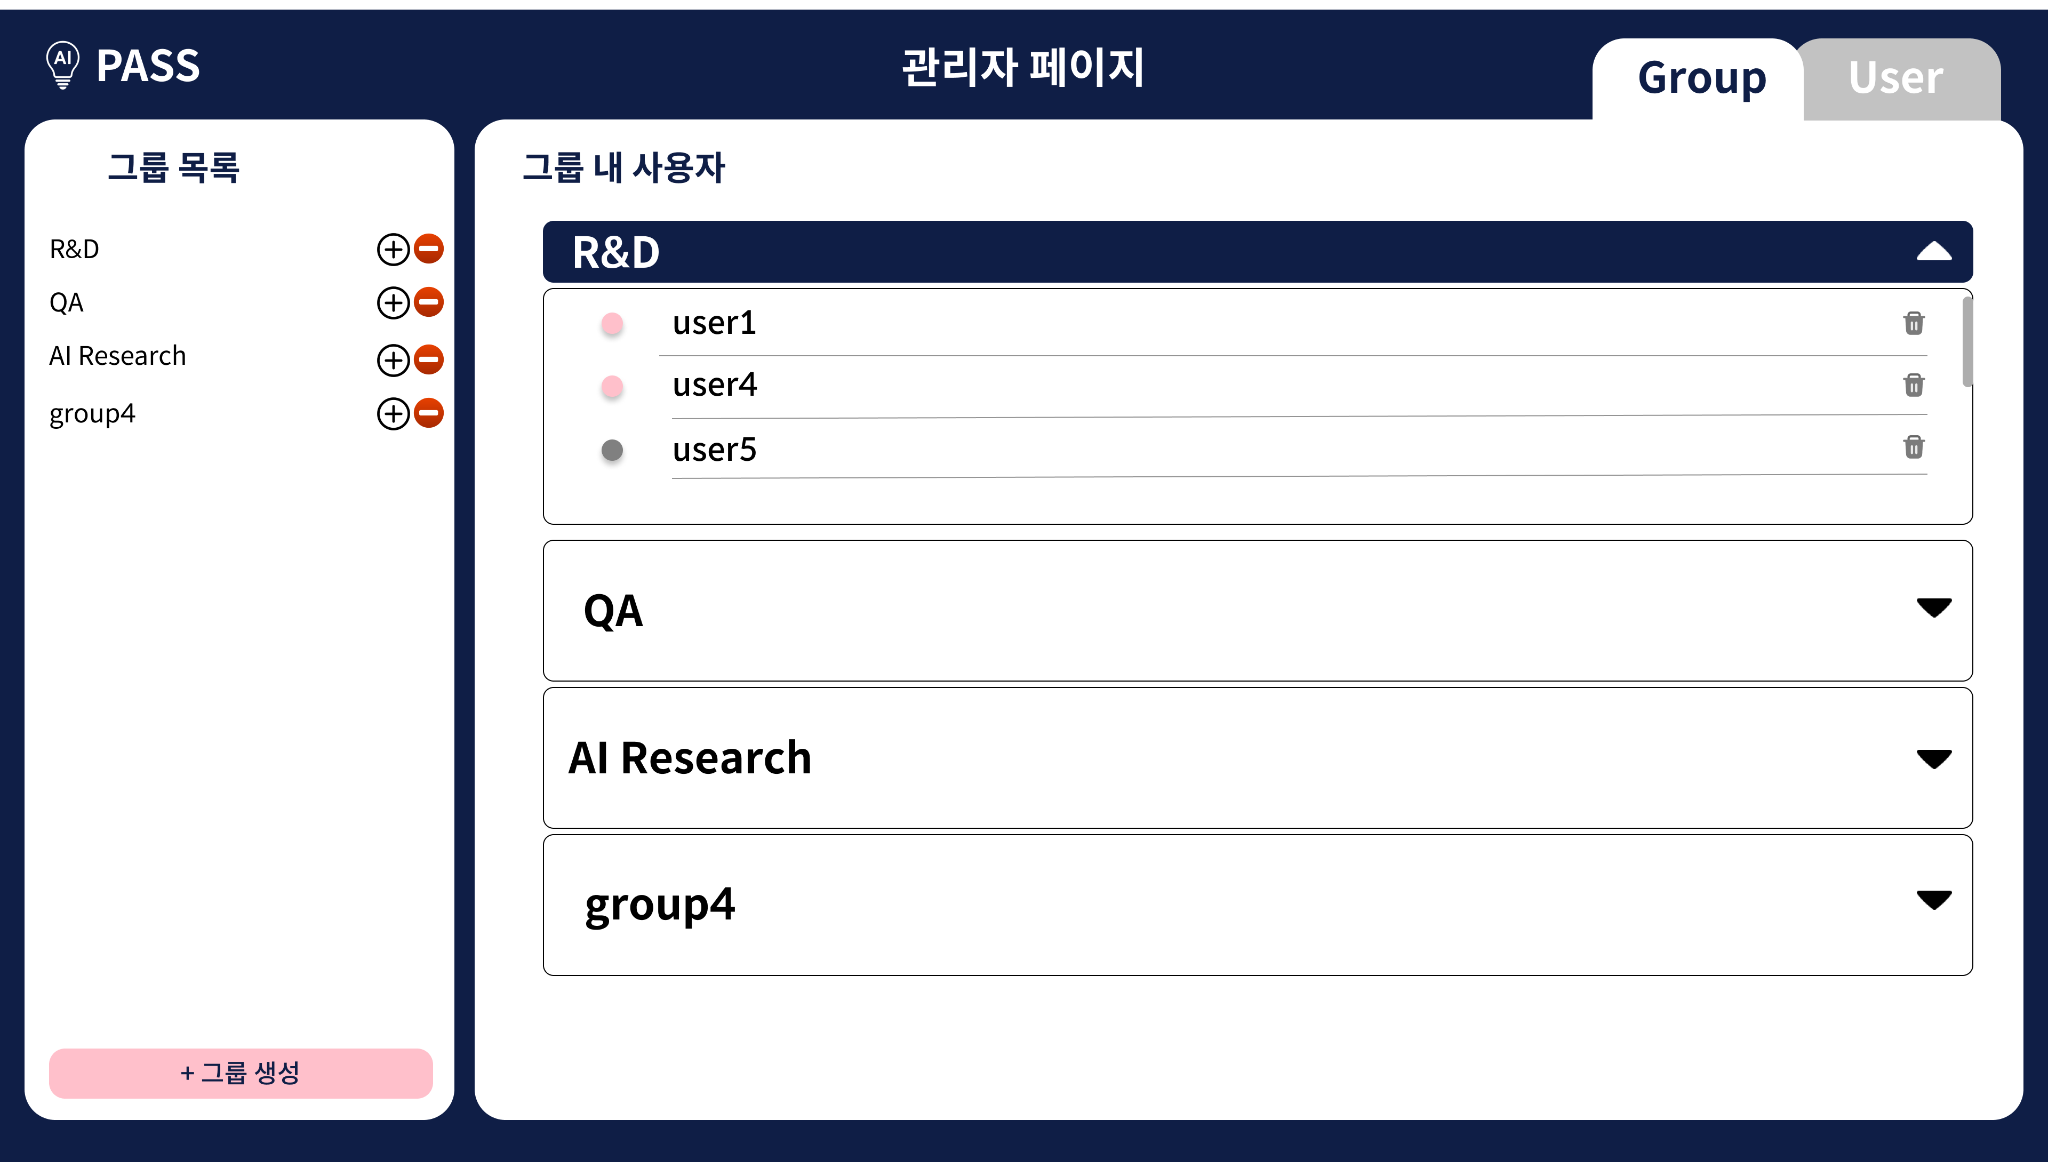 AI PASS
관리자 페이지
Group
User
그룹 목록
R&D
QA
AI Research
group4
+ 그룹 생성
그룹 내 사용자
R&D
user1
user4
user5
QA
AI Research
group4